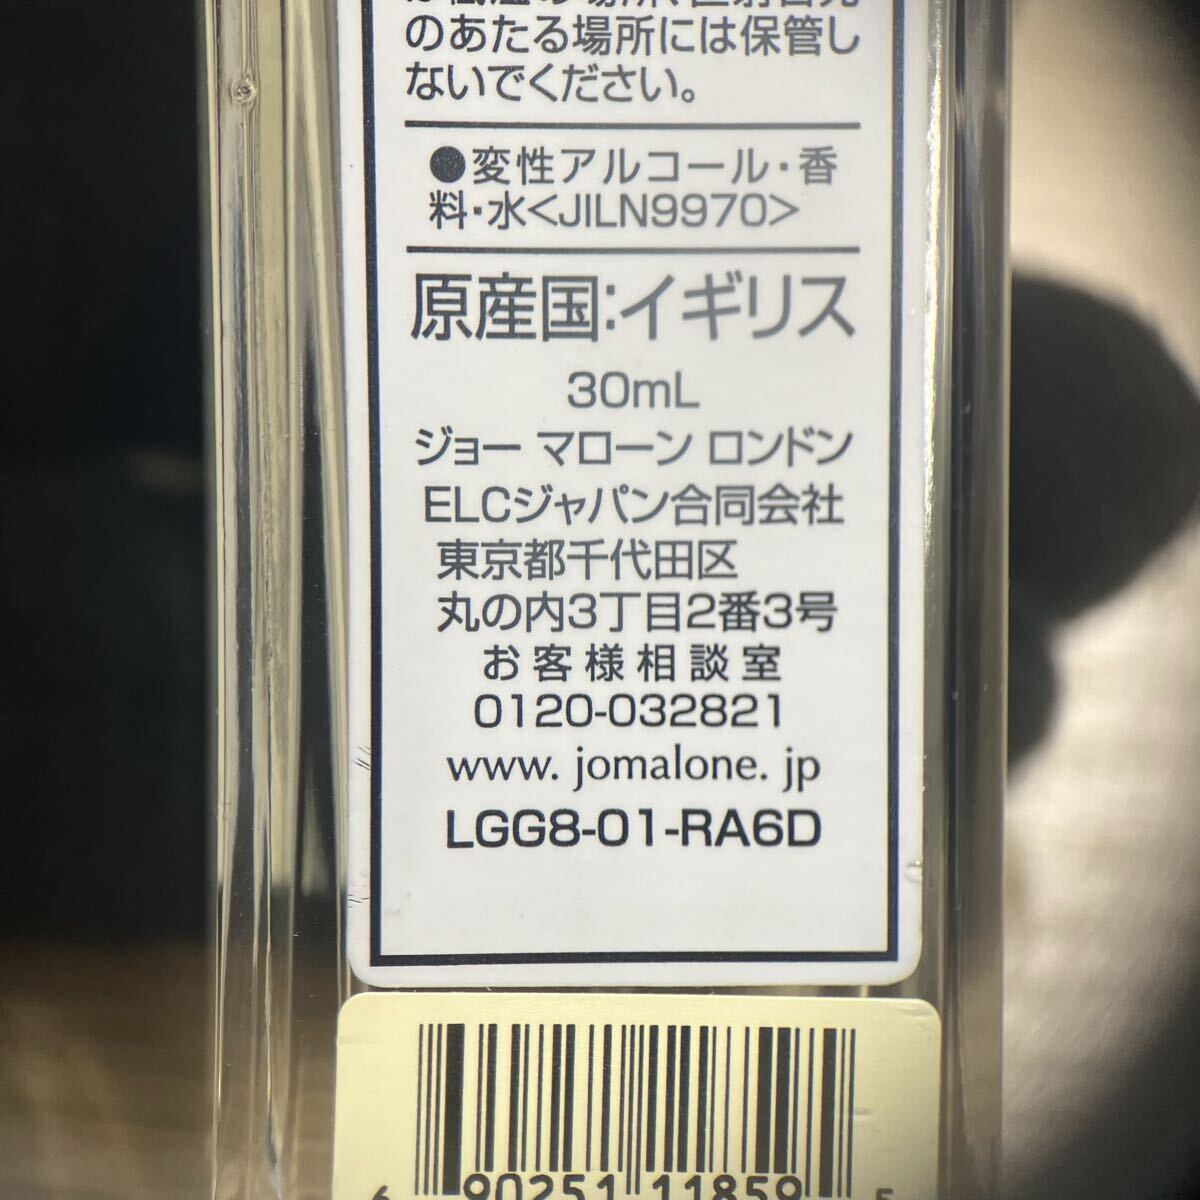 のあたる場所には保管し
ないでください。
●変性アルコール・香
料・水<JILN9970>
原産国:イギリス
30mL
ジョー マローン ロンドン
ELCジャパン合同会社
東京都千代田区
丸の内3丁目2番3号
お客様相談室
0120-032821
www. jomalone. jp
LGG8-01-RA6D
6 90251 11859 5